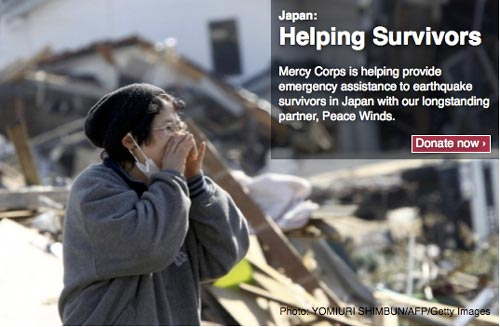 Japan:
Helping Survivors
Mercy Corps is helping provide
emergency assistance to earthquake
survivors in Japan with our longstanding
partner, Peace Winds.
Donate now ›
Photo: YOMIURI SHIMBUN/AFP/Getty Images